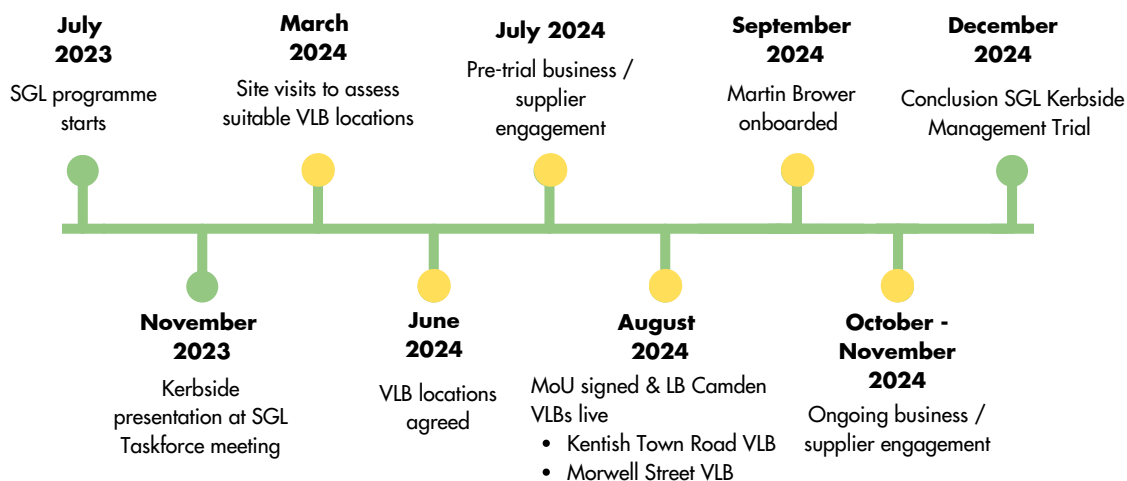 July
2023
SGL programme
starts
November
2023
Kerbside
presentation at SGL
Taskforce meeting
March
2024
Site visits to assess
suitable VLB locations
June
2024
VLB locations
agreed
July 2024
Pre-trial business /
supplier
engagement
August
2024
MoU signed & LB Camden
VLBs live
• Kentish Town Road VLB
• Morwell Street VLB
September
2024
Martin Brower
onboarded
October -
November
2024
Ongoing business /
supplier engagement
December
2024
Conclusion SGL Kerbside
Management Trial